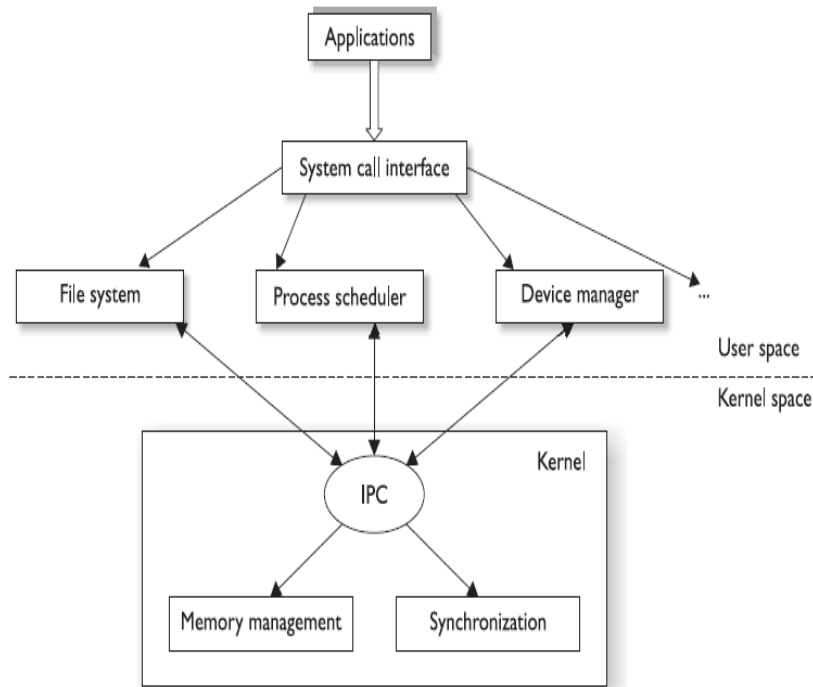 Applications
System call interface
File system
Process scheduler
Device manager
...
User space
Kernel space
Kernel
IPC
Memory management
Synchronization